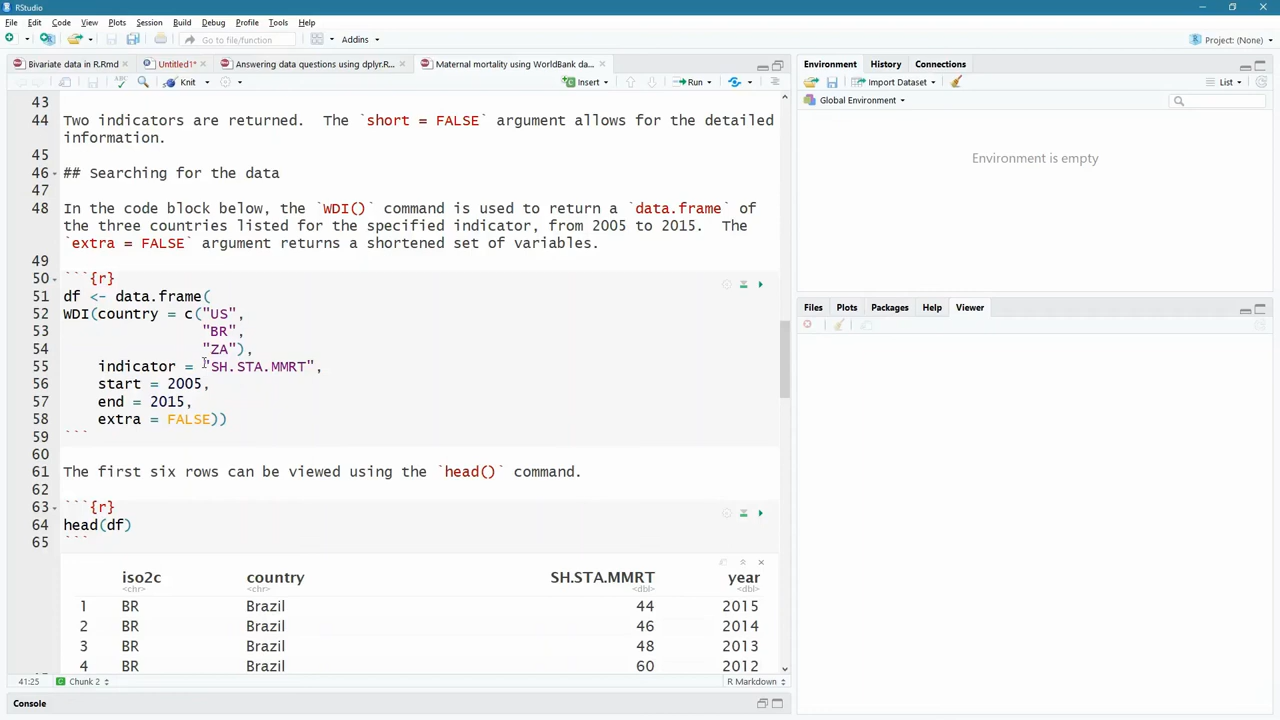 RStudio
File Edit Code View Plots Session Build Debug Profile Tools Help
Go to file/function Addins Project: (None)
Bivariate data in R.Rmd Untitled1* Answering data questions using dplyr.R... Maternal mortality using WorldBank da...
Knit Insert Run
43
44 Two indicators are returned. The `short = FALSE` argument allows for the detailed
information.
45
46 ## Searching for the data
47
48 In the code block below, the `WDI()` command is used to return a `data.frame` of
the three countries listed for the specified indicator, from 2005 to 2015. The
`extra = FALSE` argument returns a shortened set of variables.
49
50 ```{r}
51 df <- data.frame(
52 WDI(country = c("US",
53 "BR",
54 "ZA"),
55 indicator = "SH.STA.MMRT",
56 start = 2005,
57 end = 2015,
58 extra = FALSE))
59 ```
60
61 The first six rows can be viewed using the `head()` command.
62
63 ```{r}
64 head(df)
65 ```
iso2c country SH.STA.MMRT year
<chr> <chr> <dbl> <dbl>
1 BR Brazil 44 2015
2 BR Brazil 46 2014
3 BR Brazil 48 2013
4 BR Brazil 60 2012
41:25 Chunk 2 R Markdown
Console
Environment History Connections
Import Dataset List
Global Environment
Environment is empty
Files Plots Packages Help Viewer